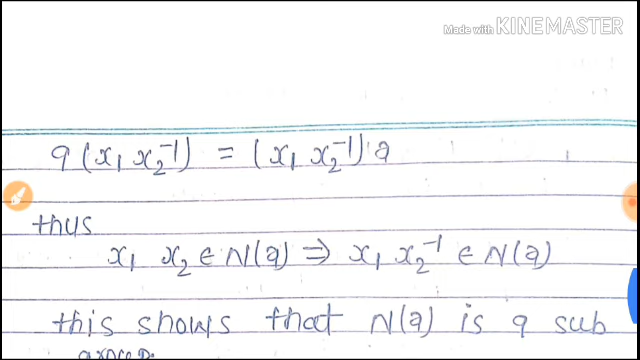 Made with KINEMASTER
a(x₁ x₂⁻¹) = (x₁ x₂⁻¹) a
thus
x₁ x₂ ∈ N(a) ⇒ x₁ x₂⁻¹ ∈ N(a)
this shows that N(a) is a sub